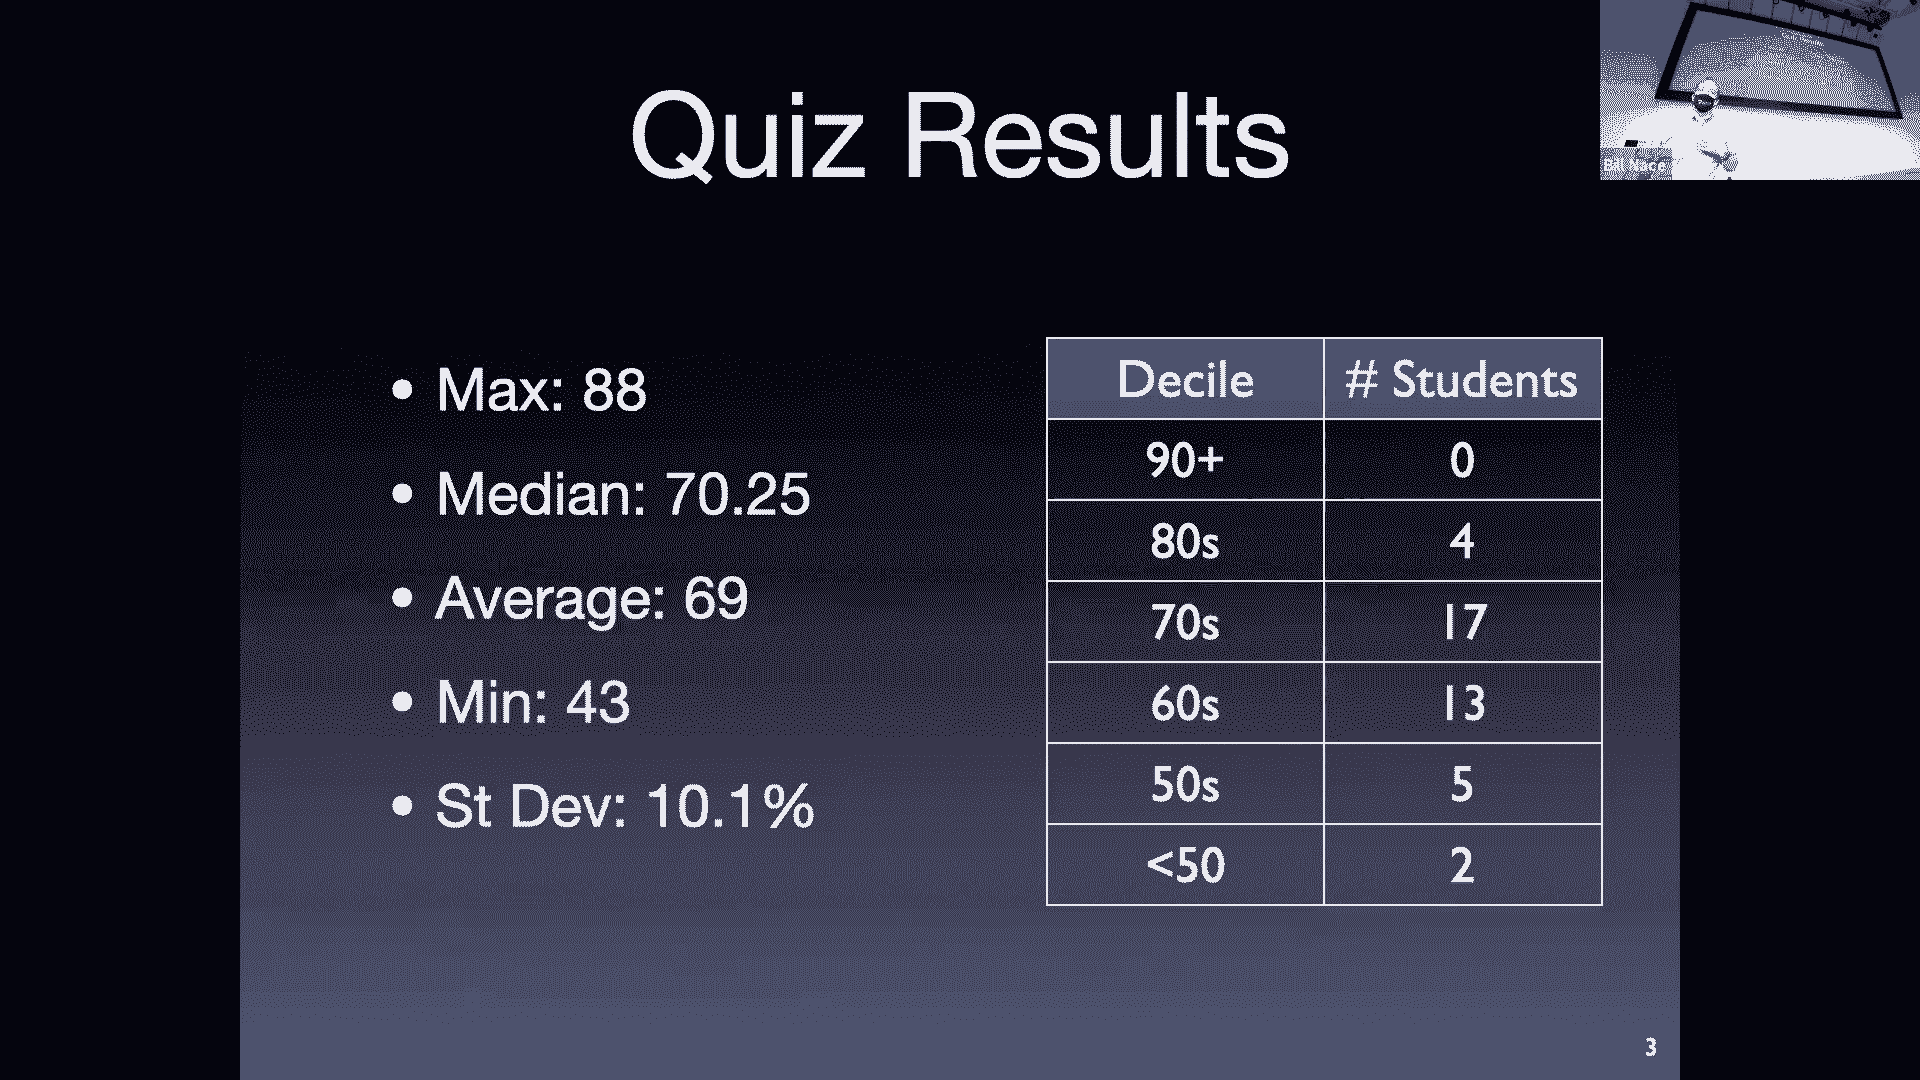 Quiz Results
Bill Nace
• Max: 88
• Median: 70.25
• Average: 69
• Min: 43
• St Dev: 10.1%
Decile # Students
90+ 0
80s 4
70s 17
60s 13
50s 5
<50 2
3